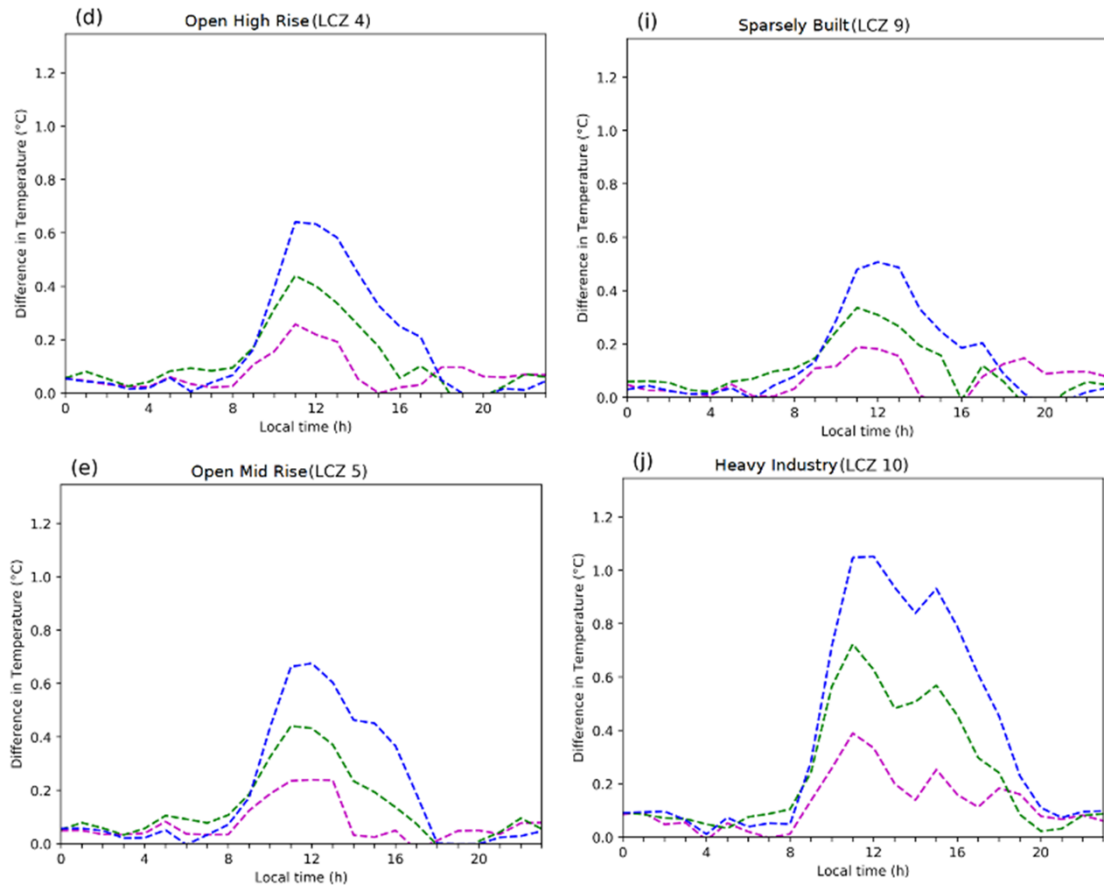 (d)
Open High Rise(LCZ 4)
1.2
1.0
0.8
0.6
0.4
0.2
0.0
Difference in Temperature (°C)
0 4 8 12 16 20
Local time (h)
(i)
Sparsely Built(LCZ 9)
1.2
1.0
0.8
0.6
0.4
0.2
0.0
Difference in Temperature (°C)
0 4 8 12 16 20
Local time (h)
(e)
Open Mid Rise(LCZ 5)
1.2
1.0
0.8
0.6
0.4
0.2
0.0
Difference in Temperature (°C)
0 4 8 12 16 20
Local time (h)
(j)
Heavy Industry(LCZ 10)
1.2
1.0
0.8
0.6
0.4
0.2
0.0
Difference in Temperature (°C)
0 4 8 12 16 20
Local time (h)